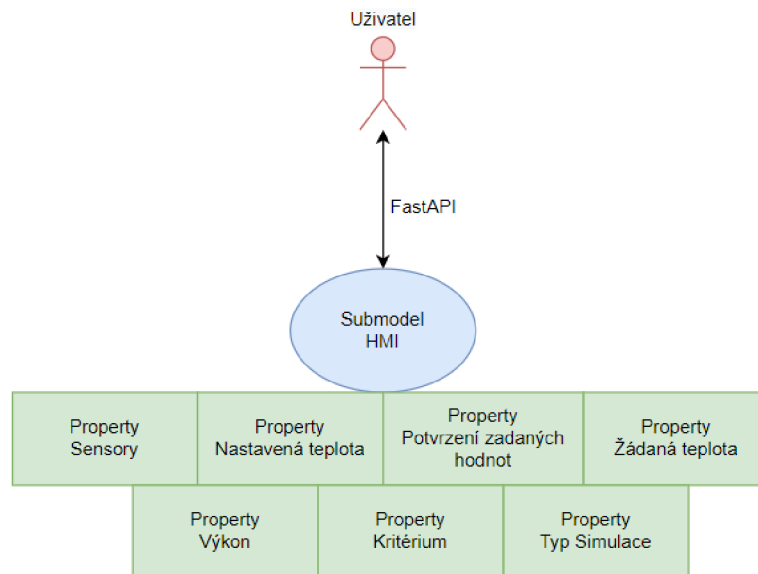 Uživatel
FastAPI
Submodel
HMI
Property
Sensory
Property
Nastavená teplota
Property
Potvrzení zadaných
hodnot
Property
Žádaná teplota
Property
Výkon
Property
Kritérium
Property
Typ Simulace